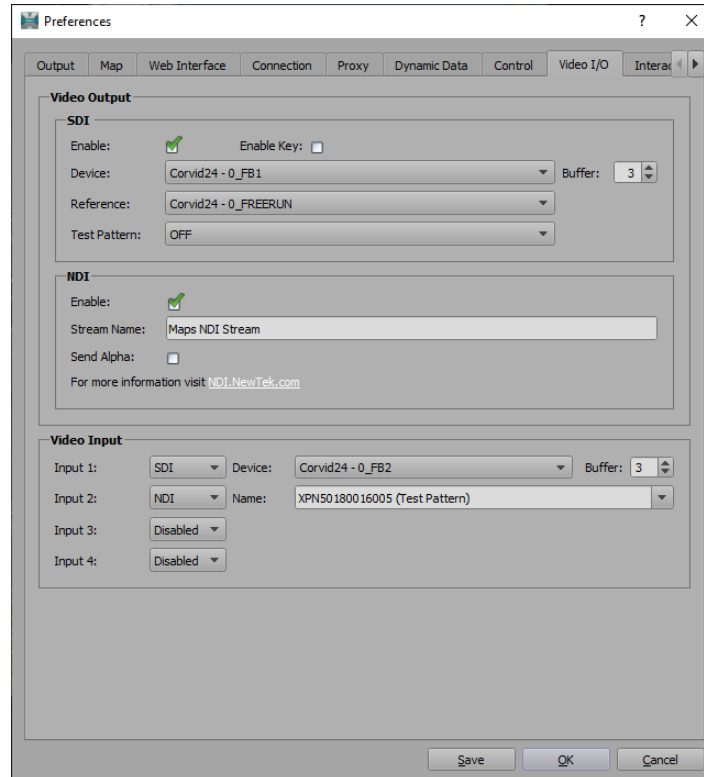 Preferences
? X
Output Map Web Interface Connection Proxy Dynamic Data Control Video I/O Interac
Video Output
SDI
Enable: Enable Key:
Device: Corvid24 - 0_FB1 Buffer: 3
Reference: Corvid24 - 0_FREERUN
Test Pattern: OFF
NDI
Enable:
Stream Name: Maps NDI Stream
Send Alpha:
For more information visit NDI.NewTek.com
Video Input
Input 1: SDI Device: Corvid24 - 0_FB2 Buffer: 3
Input 2: NDI Name: XPN50180016005 (Test Pattern)
Input 3: Disabled
Input 4: Disabled
Save OK Cancel